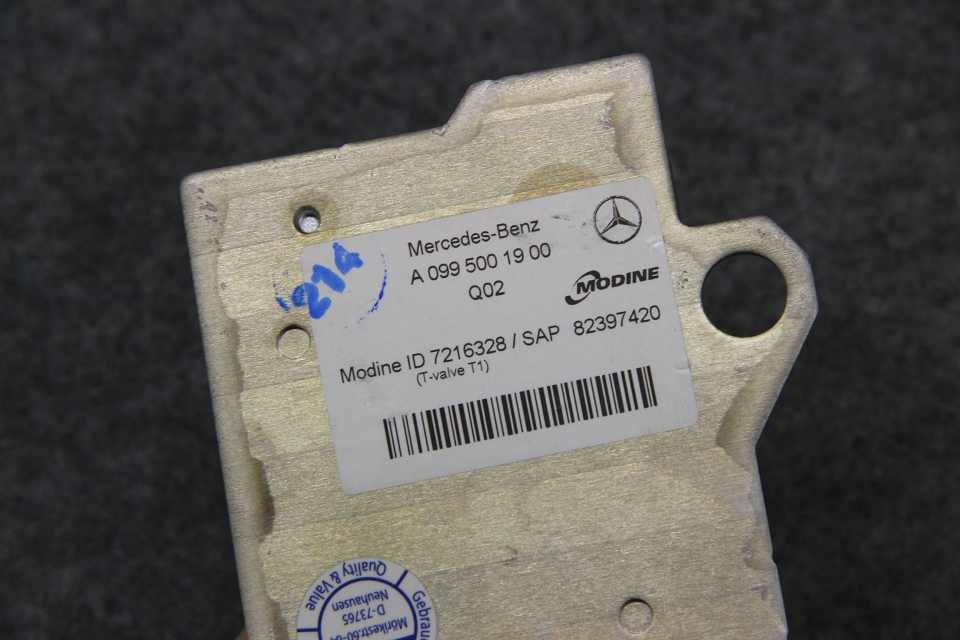 Mercedes-Benz
A 099 500 19 00
Q02
MODINE
214
Modine ID 7216328 / SAP 82397420
(T-valve T1)
Quality & Value
Gebrau
D-73765
Neuhausen